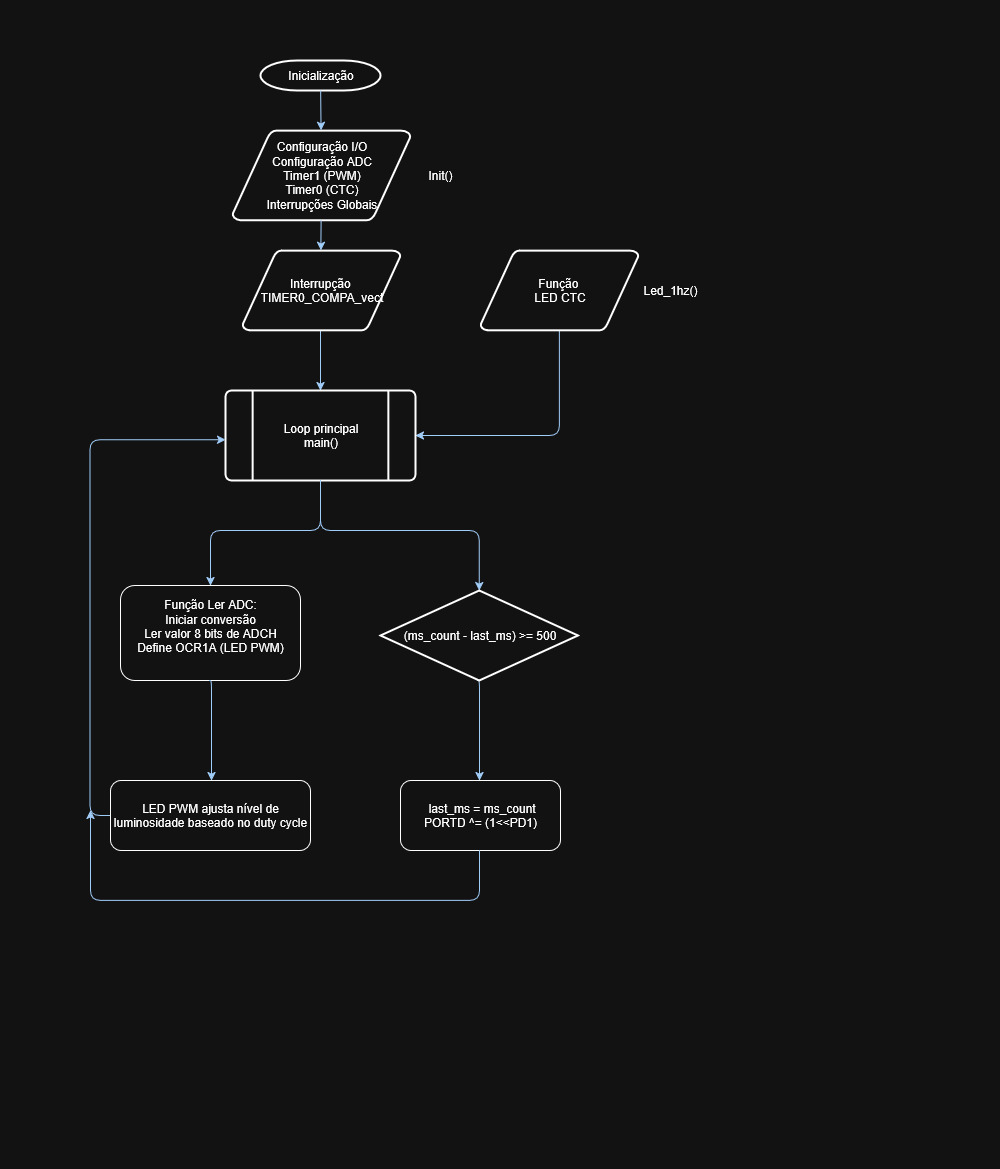 Inicialização
Configuração I/O
Configuração ADC
Timer1 (PWM)
Timer0 (CTC)
Interrupções Globais
Init()
Interrupção
TIMER0_COMPA_vect
Função
LED CTC
Led_1hz()
Loop principal
main()
Função Ler ADC:
Iniciar conversão
Ler valor 8 bits de ADCH
Define OCR1A (LED PWM)
(ms_count - last_ms) >= 500
LED PWM ajusta nível de
luminosidade baseado no duty cycle
last_ms = ms_count
PORTD ^= (1<<PD1)